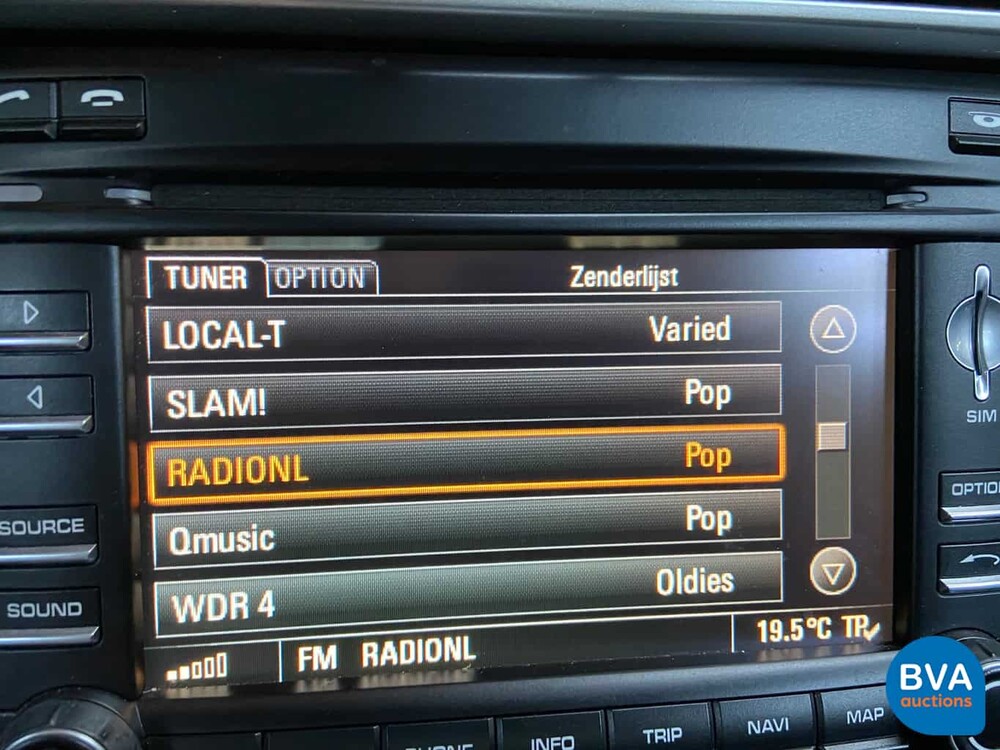 TUNER OPTION Zenderlijst
LOCAL-T Varied
SLAM! Pop
RADIONL Pop
Qmusic Pop
WDR 4 Oldies
FM RADIONL 19.5°C TP
SIM
SOURCE
SOUND
INFO TRIP NAVI MAP
BVA
auctions